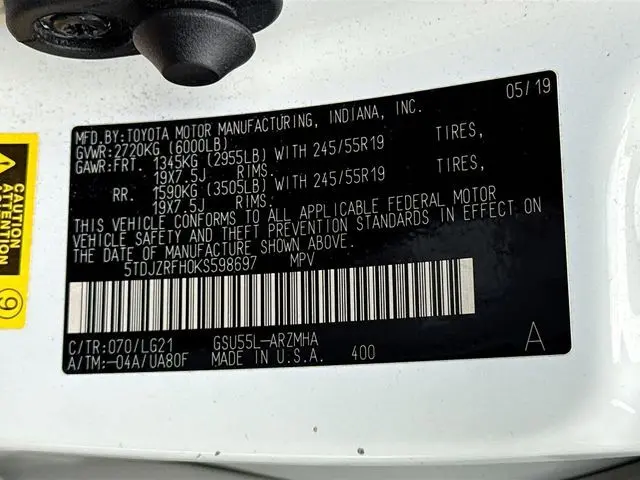 05/19
MFD.BY:TOYOTA MOTOR MANUFACTURING, INDIANA, INC.
GVWR:2720KG (6000LB)
GAWR:FRT. 1345KG (2955LB) WITH 245/55R19 TIRES,
19X7.5J RIMS.
RR. 1590KG (3505LB) WITH 245/55R19 TIRES,
19X7.5J RIMS.
THIS VEHICLE CONFORMS TO ALL APPLICABLE FEDERAL MOTOR
VEHICLE SAFETY AND THEFT PREVENTION STANDARDS IN EFFECT ON
THE DATE OF MANUFACTURE SHOWN ABOVE.
5TDJZRFH0KS598697 MPV
C/TR:070/LG21 GSU55L-ARZMHA
A/TM:-04A/UA80F MADE IN U.S.A. 400
A
CAUTION
ATTENTION
9